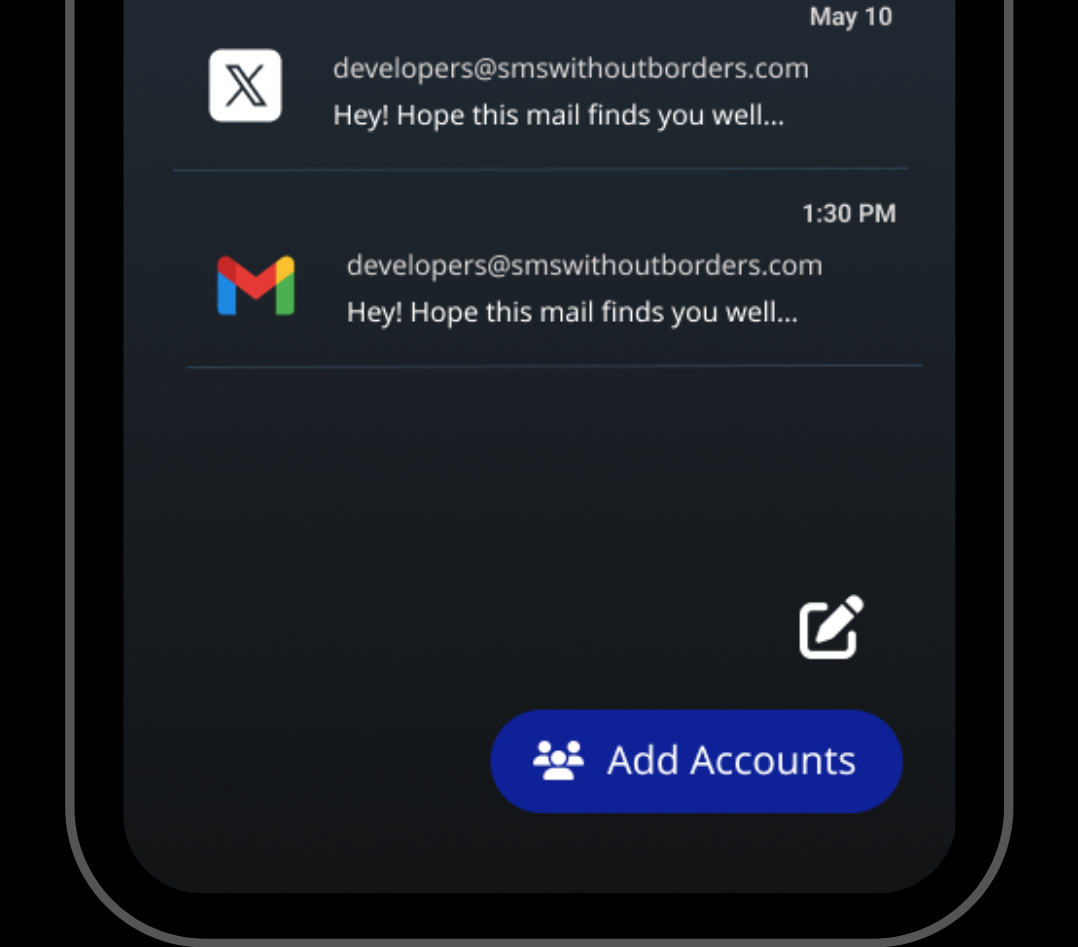 May 10
developers@smswithoutborders.com
Hey! Hope this mail finds you well...
1:30 PM
developers@smswithoutborders.com
Hey! Hope this mail finds you well...
Add Accounts